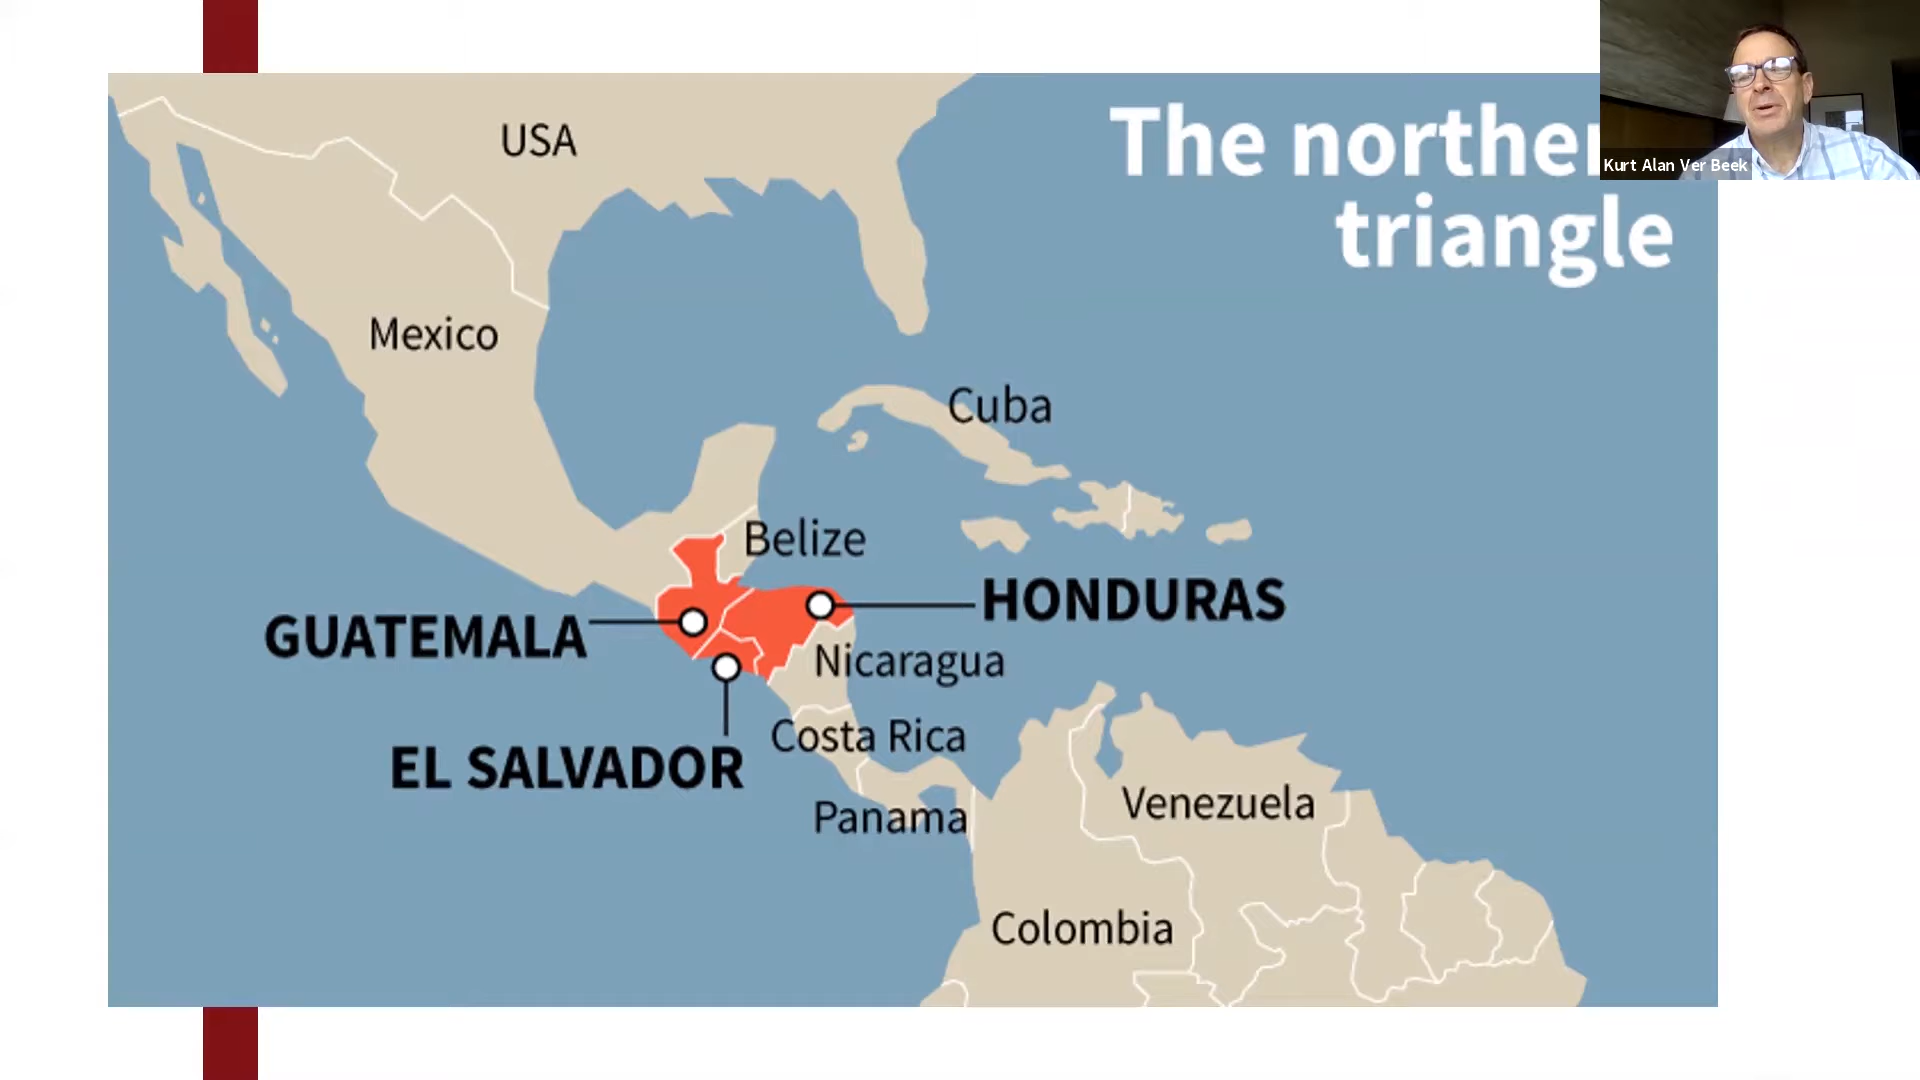 The norther
triangle
Kurt Alan Ver Beek
USA
Mexico
Cuba
Belize
HONDURAS
GUATEMALA
Nicaragua
Costa Rica
EL SALVADOR
Venezuela
Panama
Colombia